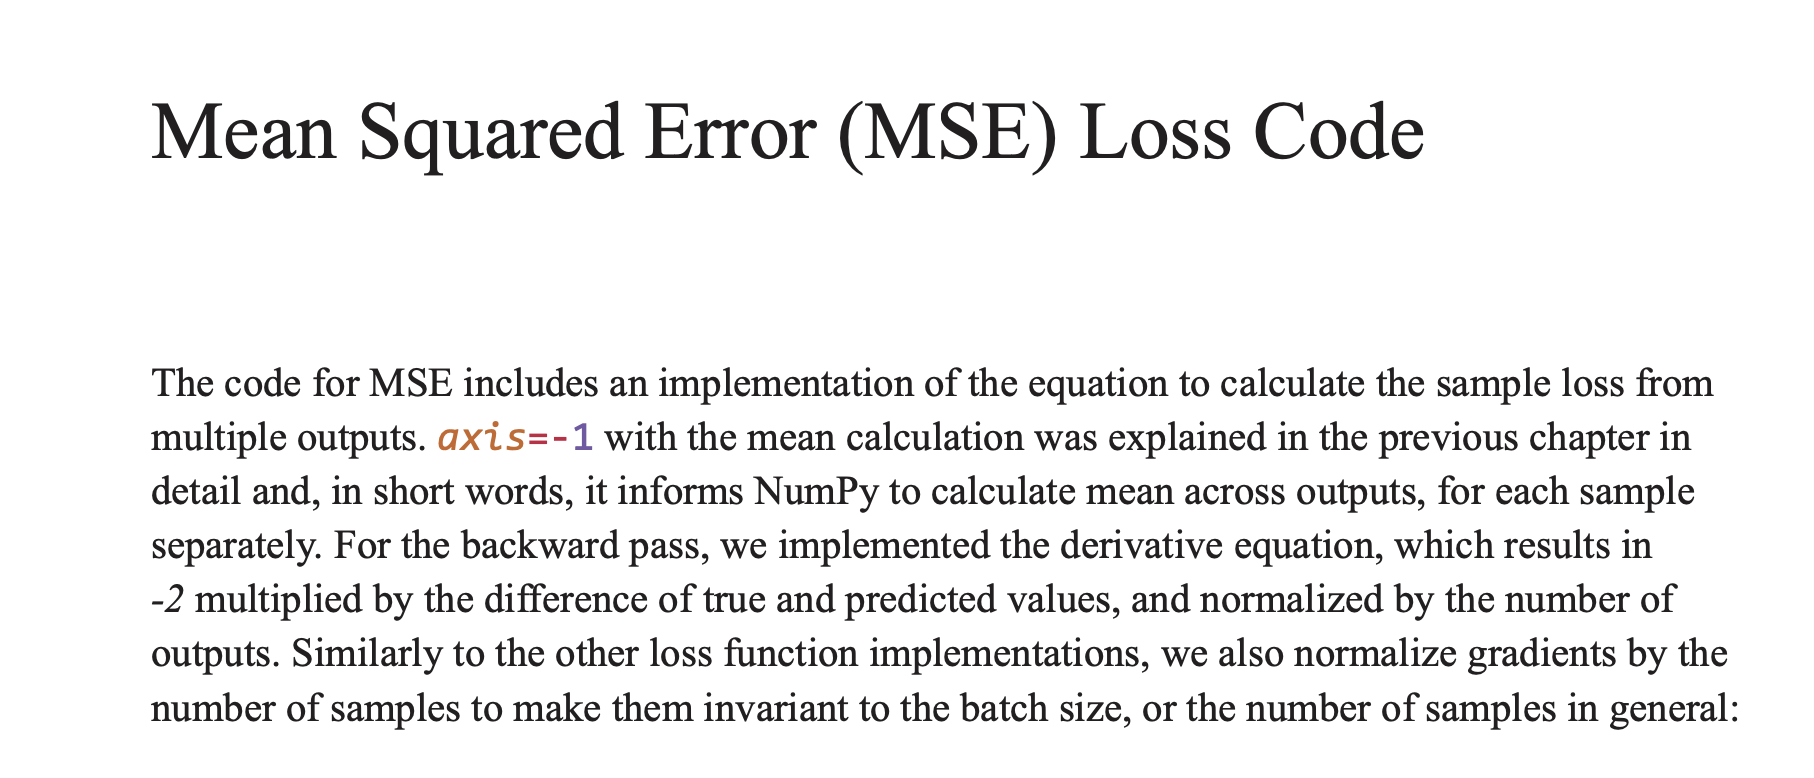 Mean Squared Error (MSE) Loss Code
The code for MSE includes an implementation of the equation to calculate the sample loss from
multiple outputs. axis=-1 with the mean calculation was explained in the previous chapter in
detail and, in short words, it informs NumPy to calculate mean across outputs, for each sample
separately. For the backward pass, we implemented the derivative equation, which results in
-2 multiplied by the difference of true and predicted values, and normalized by the number of
outputs. Similarly to the other loss function implementations, we also normalize gradients by the
number of samples to make them invariant to the batch size, or the number of samples in general: